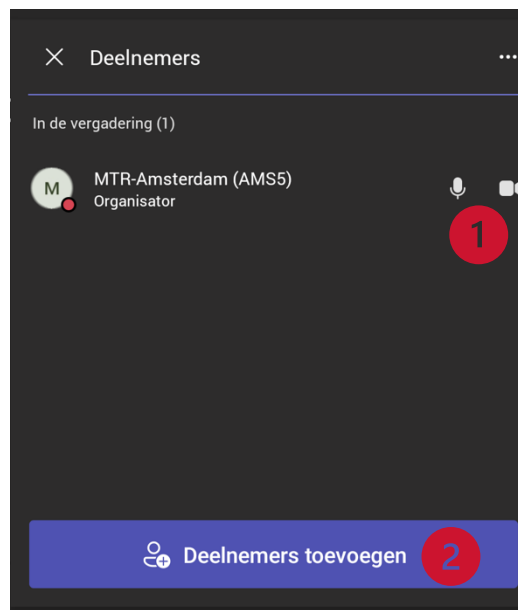 Deelnemers
In de vergadering (1)
M
MTR-Amsterdam (AMS5)
Organisator
1
Deelnemers toevoegen
2